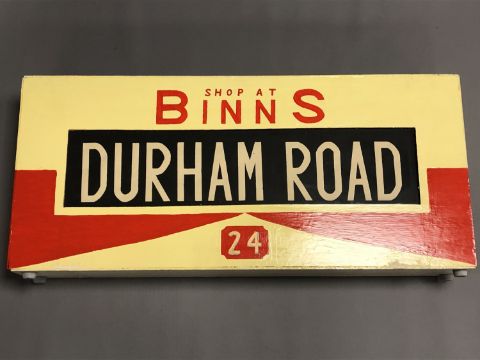 SHOP AT
BINNS
DURHAM ROAD
24